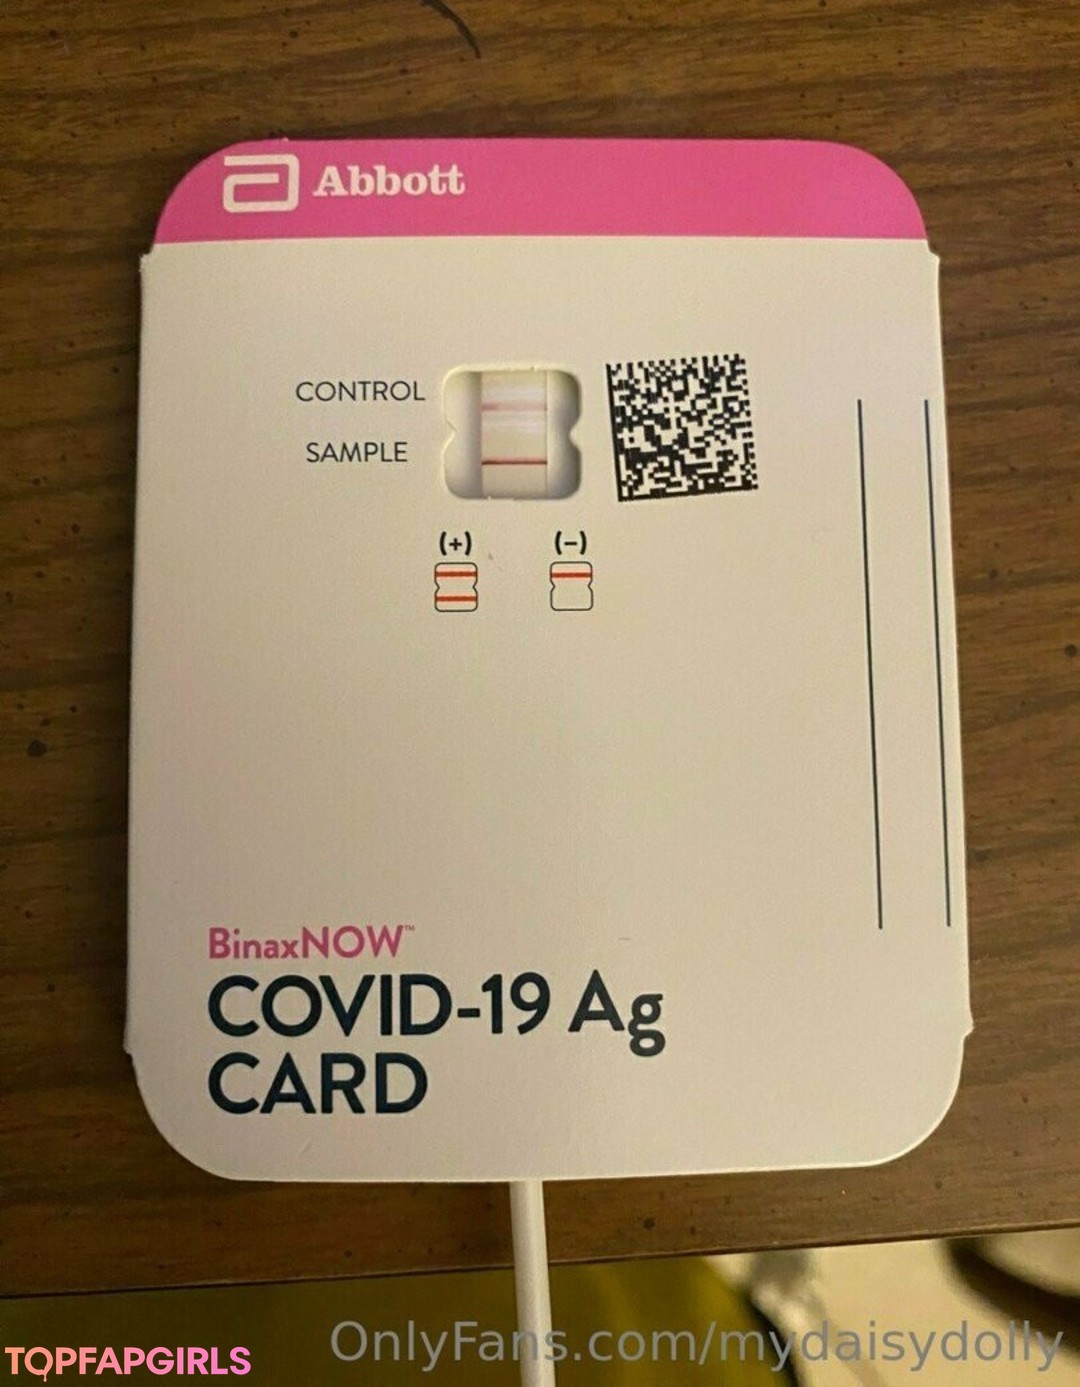 Abbott
CONTROL
SAMPLE
(+) (−)
BinaxNOW™
COVID-19 Ag
CARD
OnlyFans.com/mydaisydolly
TOPFAPGIRLS